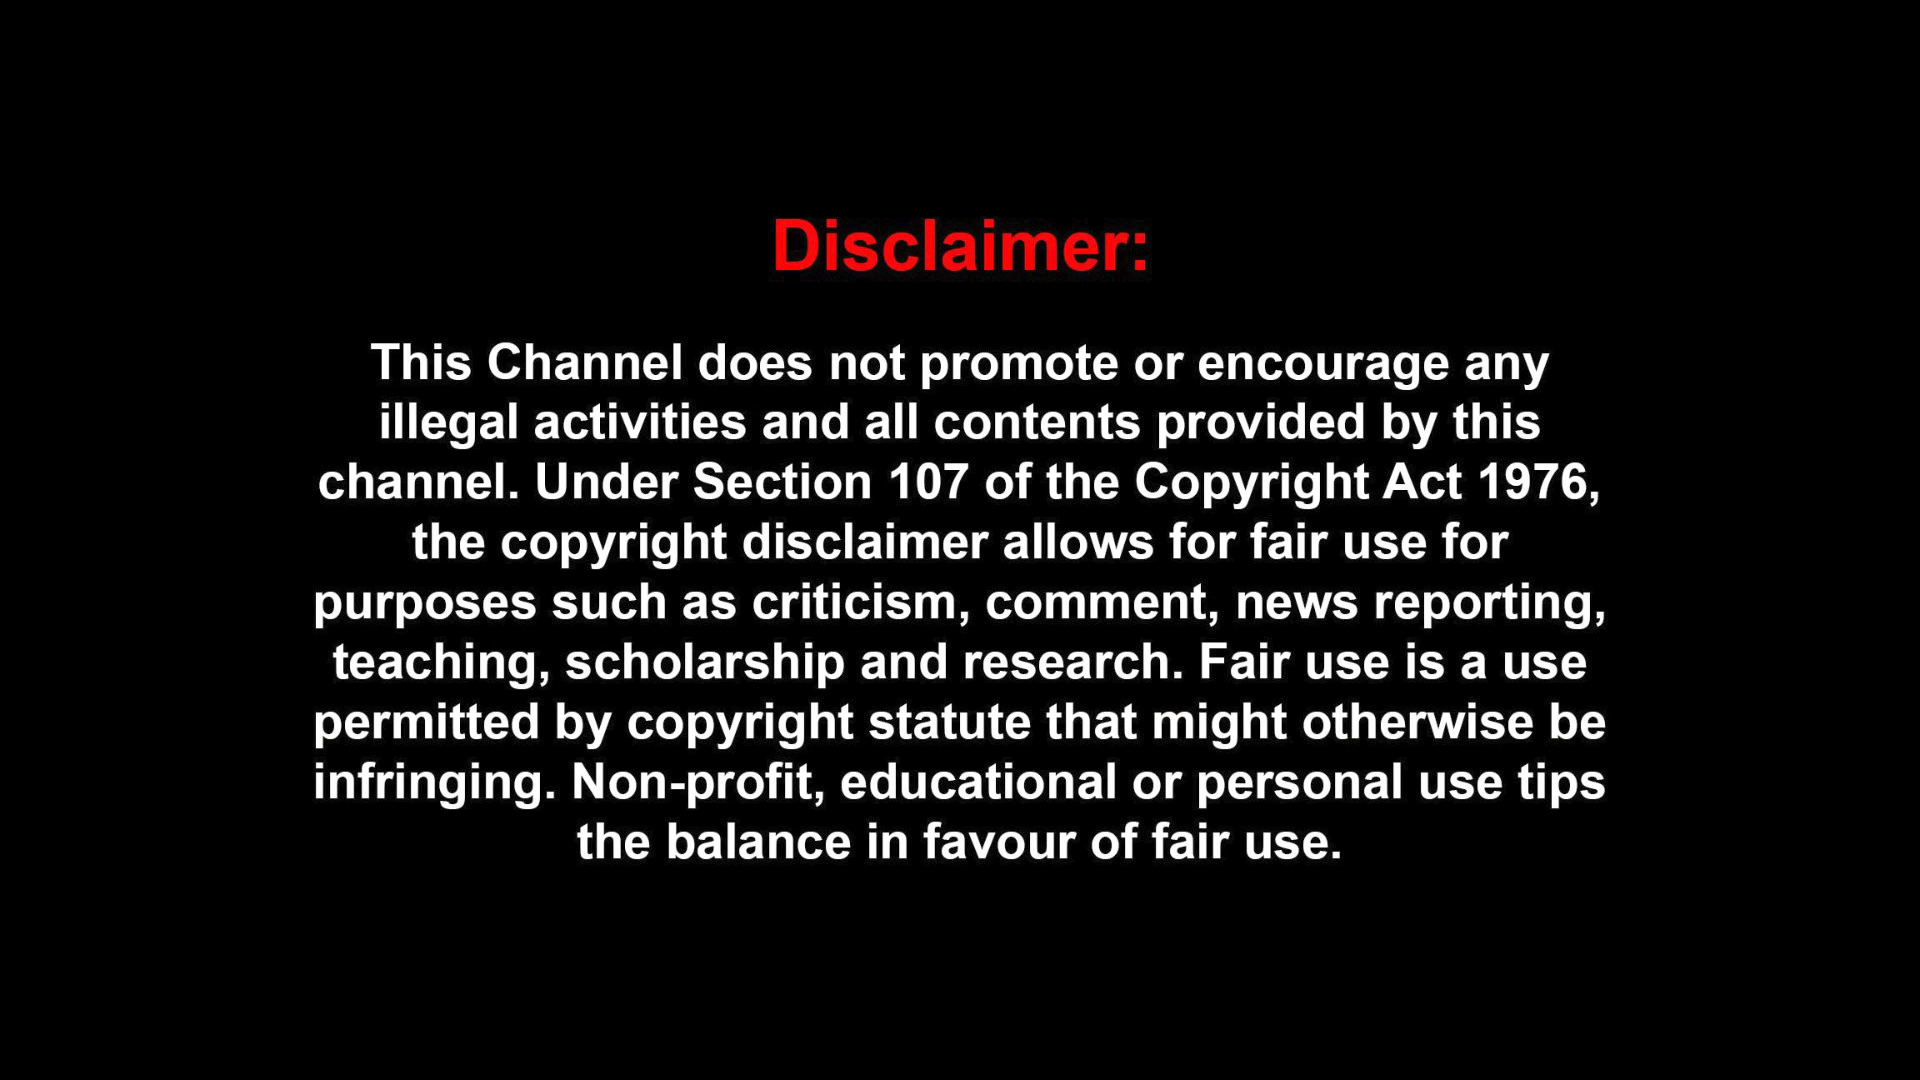 Disclaimer:
This Channel does not promote or encourage any
illegal activities and all contents provided by this
channel. Under Section 107 of the Copyright Act 1976,
the copyright disclaimer allows for fair use for
purposes such as criticism, comment, news reporting,
teaching, scholarship and research. Fair use is a use
permitted by copyright statute that might otherwise be
infringing. Non-profit, educational or personal use tips
the balance in favour of fair use.